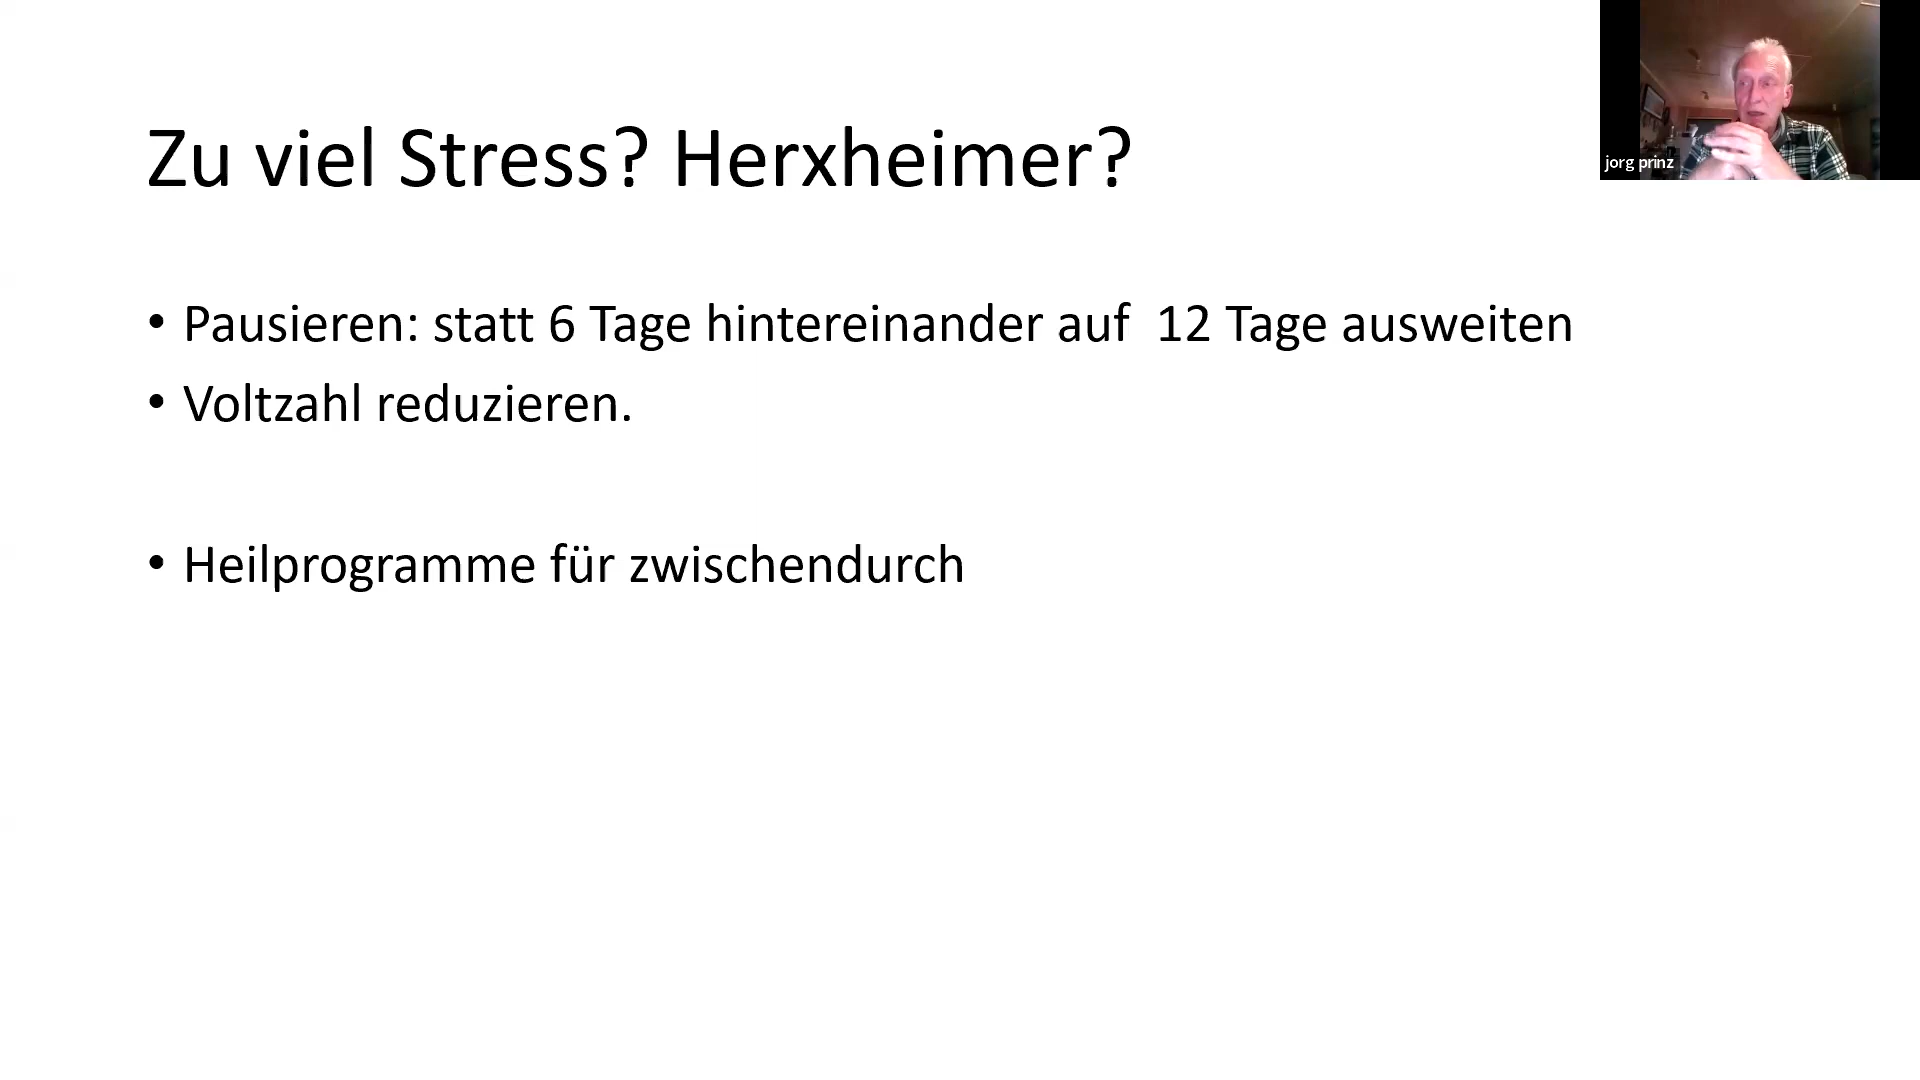 Zu viel Stress? Herxheimer?
jorg prinz
• Pausieren: statt 6 Tage hintereinander auf  12 Tage ausweiten
• Voltzahl reduzieren.
• Heilprogramme für zwischendurch